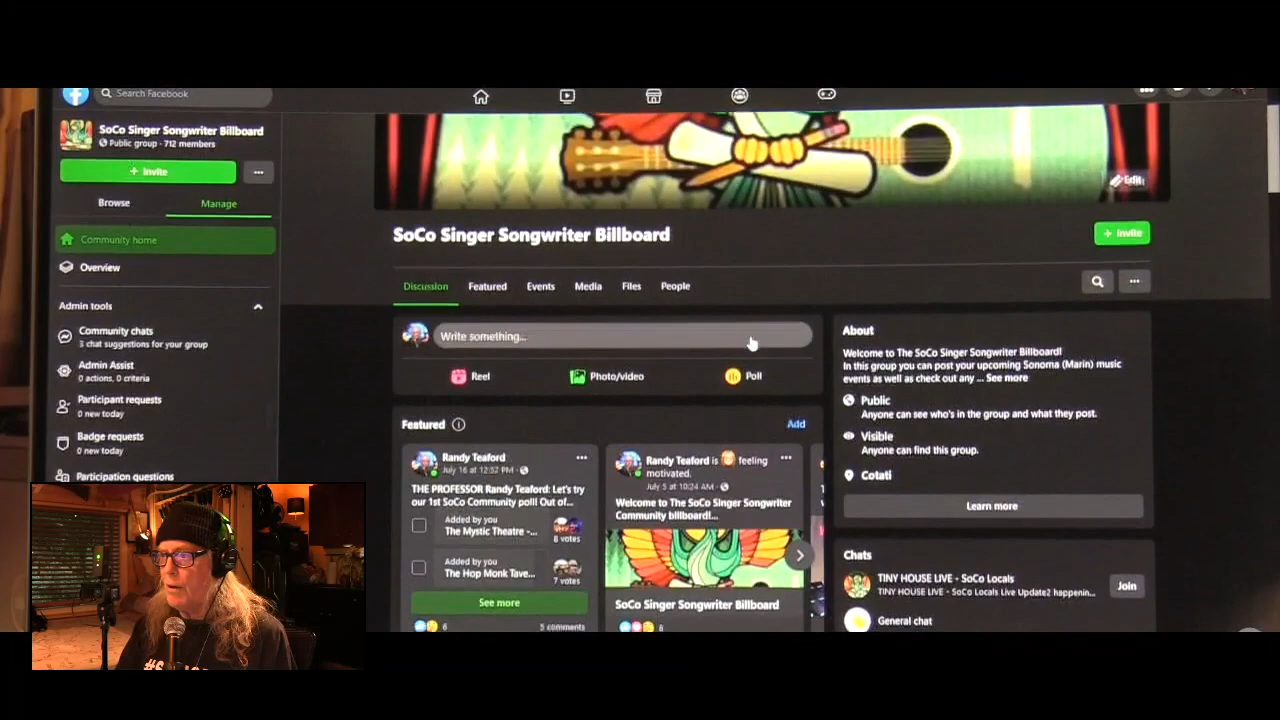 Search Facebook
SoCo Singer Songwriter Billboard
Public group · 712 members
+ Invite
Browse
Manage
Community home
Overview
Admin tools
Community chats
3 chat suggestions for your group
Admin Assist
0 actions, 0 criteria
Participant requests
0 new today
Badge requests
0 new today
Participation questions
Edit
SoCo Singer Songwriter Billboard
+ Invite
Discussion
Featured
Events
Media
Files
People
Write something...
Reel
Photo/video
Poll
Featured
Add
Randy Teaford
July 16 at 12:32 PM ·
THE PROFESSOR Randy Teaford: Let's try
our 1st SoCo Community poll! Out of...
Added by you
The Mystic Theatre -...
8 votes
Added by you
The Hop Monk Tave...
7 votes
See more
6
5 comments
Randy Teaford is feeling
motivated.
July 5 at 10:24 AM ·
Welcome to The SoCo Singer Songwriter
Community billboard!...
SoCo Singer Songwriter Billboard
8
About
Welcome to The SoCo Singer Songwriter Billboard!
In this group you can post your upcoming Sonoma (Marin) music
events as well as check out any ... See more
Public
Anyone can see who's in the group and what they post.
Visible
Anyone can find this group.
Cotati
Learn more
Chats
TINY HOUSE LIVE - SoCo Locals
TINY HOUSE LIVE - SoCo Locals Live Update2 happenin...
Join
General chat